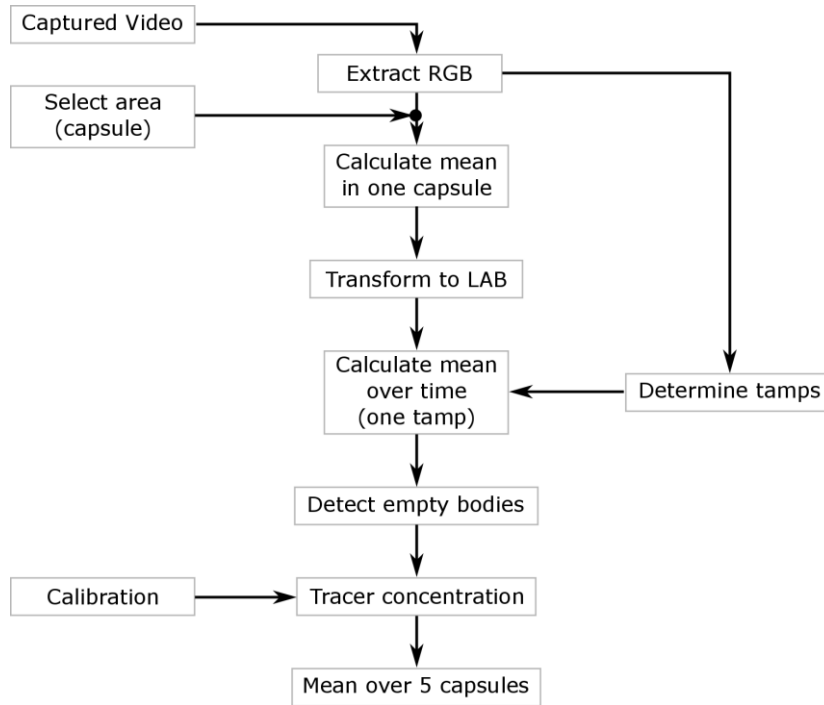 Captured Video
Extract RGB
Select area
(capsule)
Calculate mean
in one capsule
Transform to LAB
Calculate mean
over time
(one tamp)
Determine tamps
Detect empty bodies
Calibration
Tracer concentration
Mean over 5 capsules